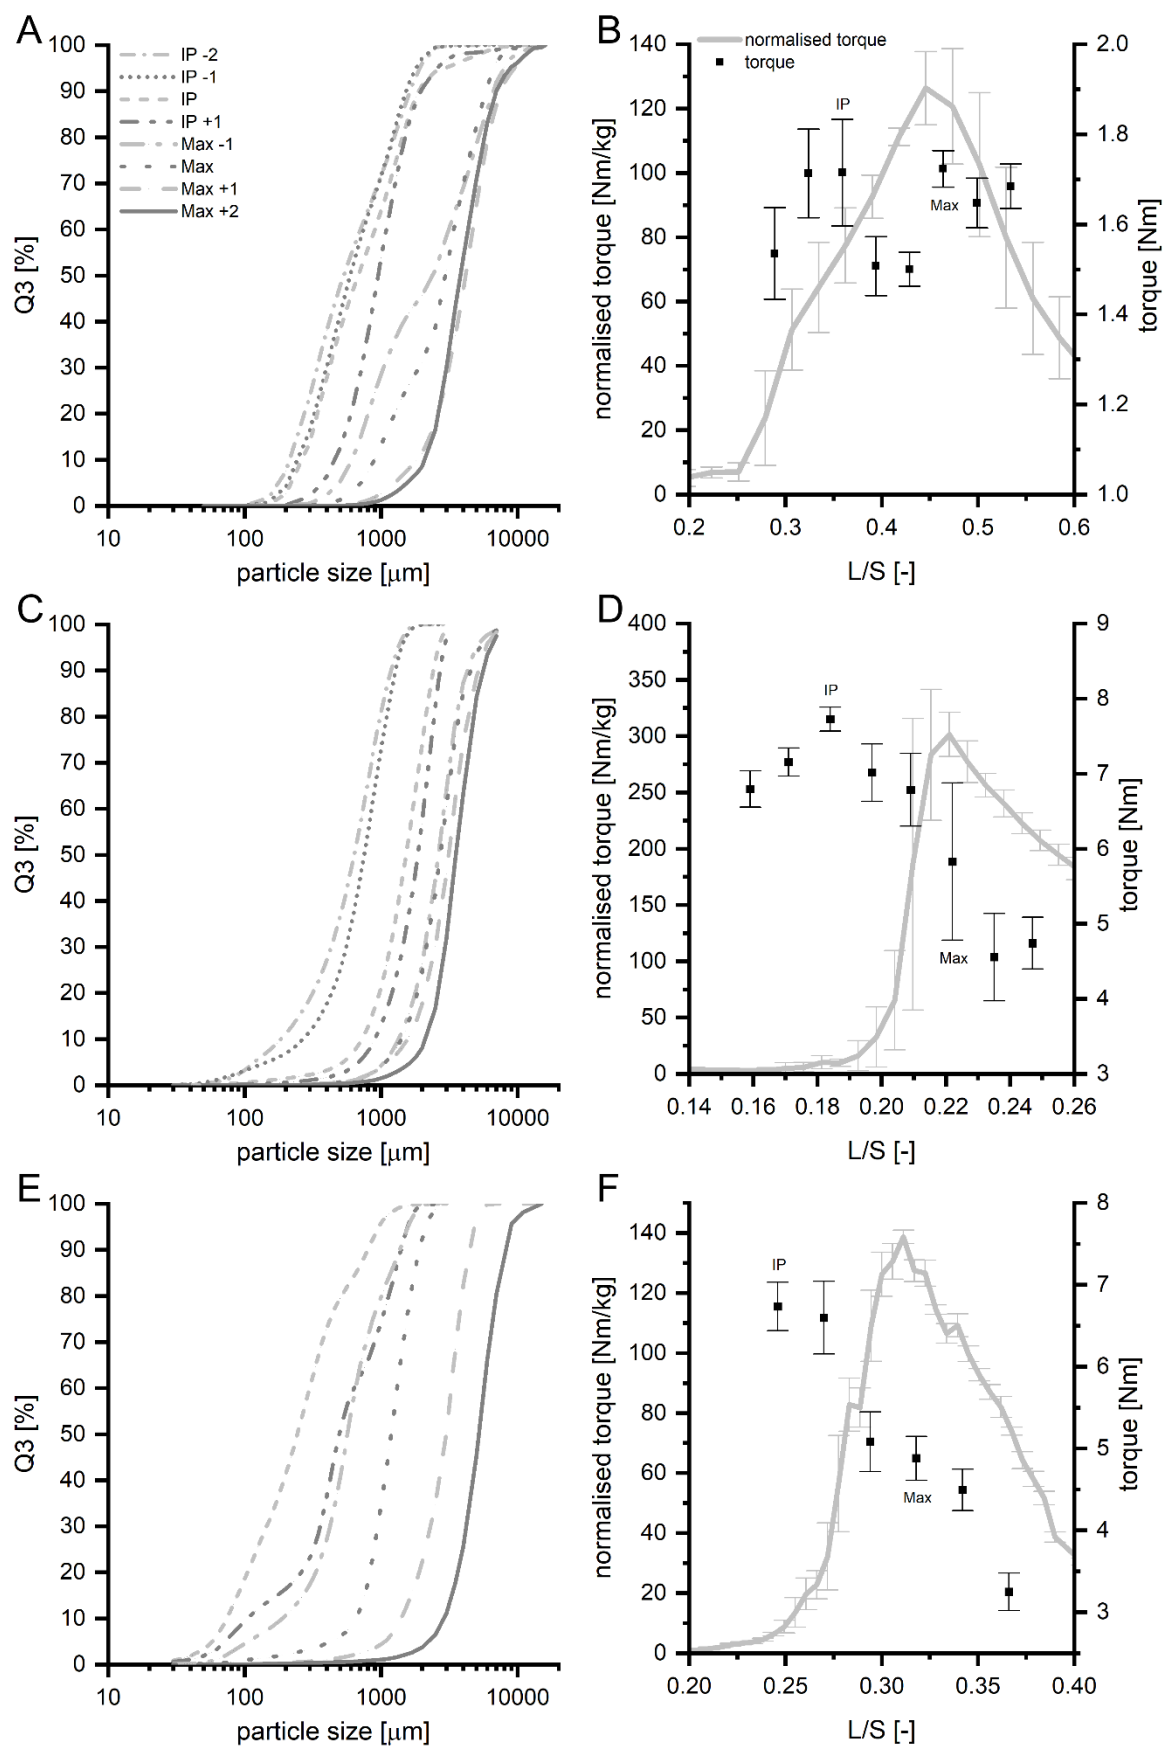 A
100
90
80
70
60
50
40
30
20
10
0
Q3 [%]
IP -2
IP -1
IP
IP +1
Max -1
Max
Max +1
Max +2
10
100
1000
10000
particle size [μm]
B
140
120
100
80
60
40
20
0
normalised torque [Nm/kg]
normalised torque
torque
IP
Max
2.0
1.8
1.6
1.4
1.2
1.0
torque [Nm]
0.2
0.3
0.4
0.5
0.6
L/S [-]
C
100
90
80
70
60
50
40
30
20
10
0
Q3 [%]
10
100
1000
10000
particle size [μm]
D
400
350
300
250
200
150
100
50
0
normalised torque [Nm/kg]
IP
Max
9
8
7
6
5
4
3
torque [Nm]
0.14
0.16
0.18
0.20
0.22
0.24
0.26
L/S [-]
E
100
90
80
70
60
50
40
30
20
10
0
Q3 [%]
10
100
1000
10000
particle size [μm]
F
140
120
100
80
60
40
20
0
normalised torque [Nm/kg]
IP
Max
8
7
6
5
4
3
torque [Nm]
0.20
0.25
0.30
0.35
0.40
L/S [-]